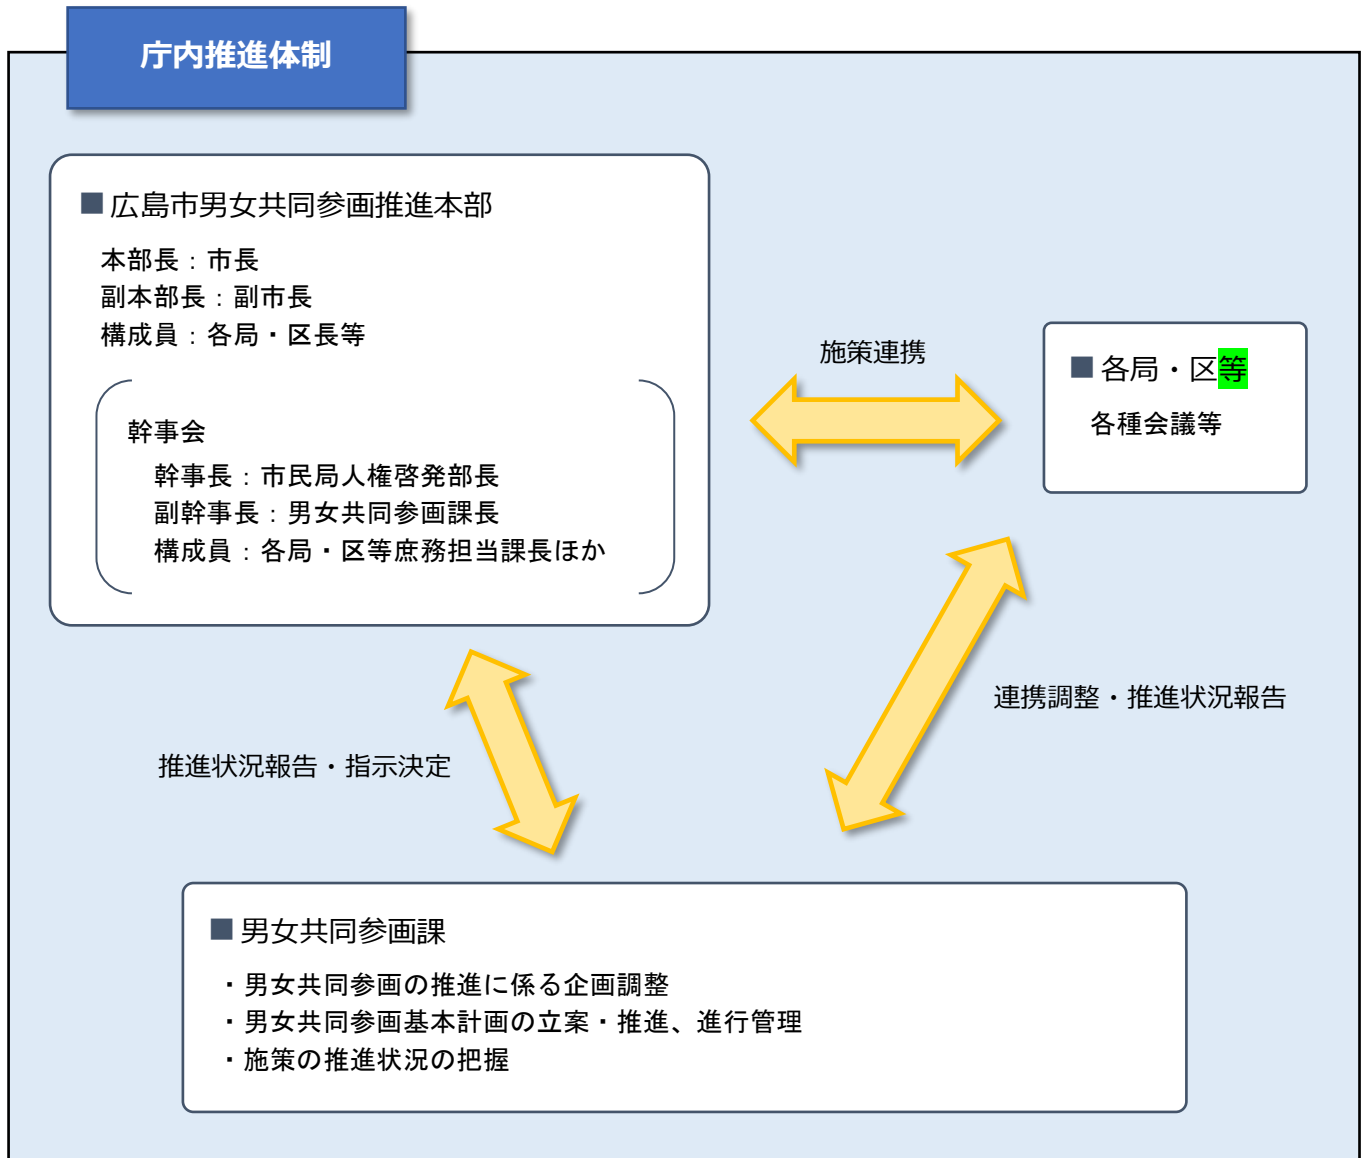 庁内推進体制
■広島市男女共同参画推進本部
本部長：市長
副本部長：副市長
構成員：各局・区長等
幹事会
幹事長：市民局人権啓発部長
副幹事長：男女共同参画課長
構成員：各局・区等庶務担当課長ほか
施策連携
■各局・区等
各種会議等
連携調整・推進状況報告
推進状況報告・指示決定
■男女共同参画課
・男女共同参画の推進に係る企画調整
・男女共同参画基本計画の立案・推進、進行管理
・施策の推進状況の把握